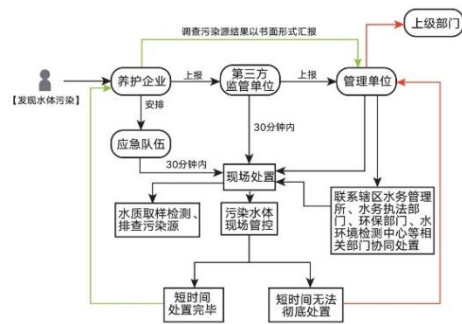 上级部门
调查污染源结果以书面形式汇报
养护企业
上报
第三方
监管单位
上报
管理单位
【发现水体污染】
安排
30分钟内
应急队伍
30分钟内
现场处置
水质取样检测、
排查污染源
污染水体
现场管控
联系辖区水务管理
所、水务执法部
门、环保部门、水
环境检测中心等相
关部门协同处置
短时间
处置完毕
短时间无法
彻底处置